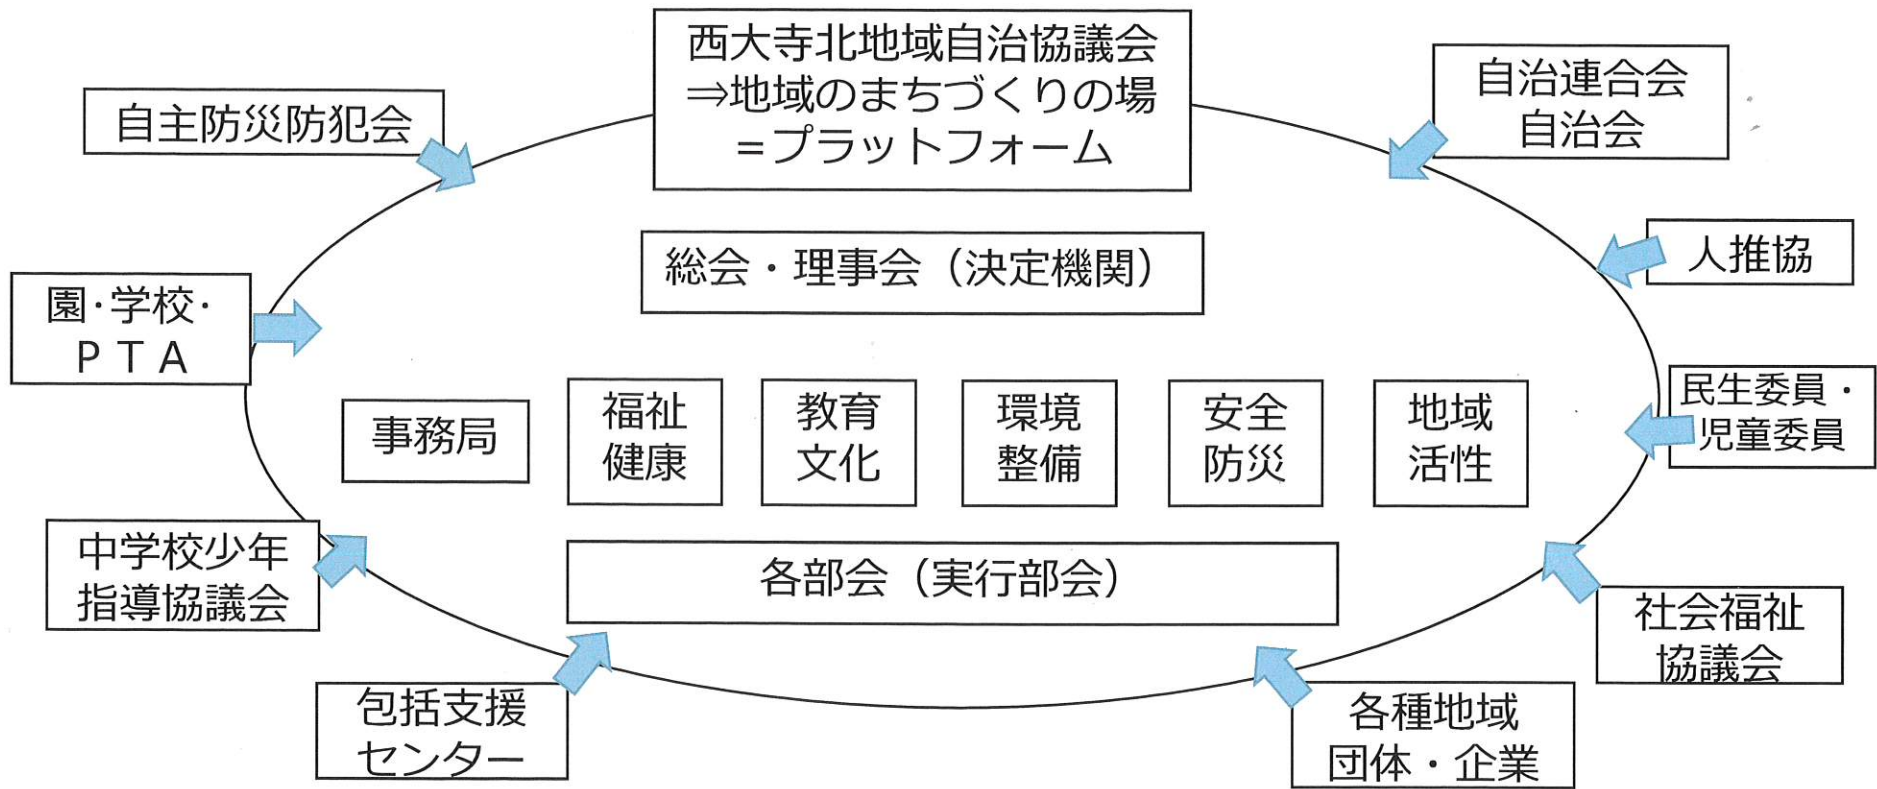 西大寺北地域自治協議会
⇒地域のまちづくりの場
=プラットフォーム
自主防災防犯会
自治連合会
自治会
総会・理事会（決定機関）
人推協
園･学校･
ＰＴＡ
事務局
福祉
健康
教育
文化
環境
整備
安全
防災
地域
活性
民生委員・
児童委員
中学校少年
指導協議会
各部会（実行部会）
社会福祉
協議会
包括支援
センター
各種地域
団体・企業